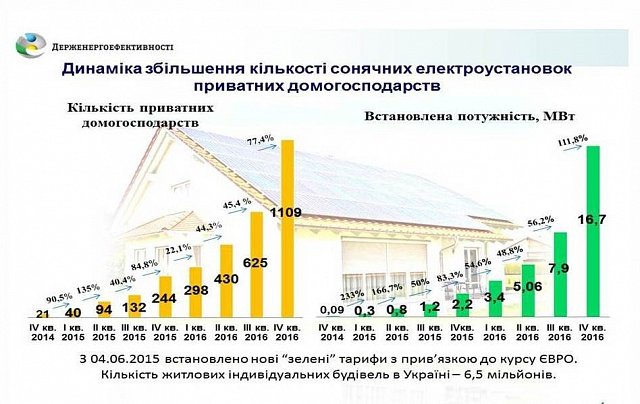 Держенергоефективності
Динаміка збільшення кількості сонячних електроустановок
приватних домогосподарств
Кількість приватних
домогосподарств
90,5% 135% 40,4% 84,8% 22,1% 44,3% 45,4 % 77,4%
21 40 94 132 244 298 430 625 1109
IV кв. I кв. II кв. III кв. IV кв. I кв. II кв. III кв. IV кв.
2014 2015 2015 2015 2015 2016 2016 2016 2016
Встановлена потужність, МВт
233% 166,7% 50% 83,3% 54,6% 48,8% 56,2% 111,8%
0,09 0,3 0,8 1,2 2,2 3,4 5,06 7,9 16,7
IV кв. I кв. II кв. III кв. IVкв. I кв. II кв. III кв. IV кв.
2014 2015 2015 2015 2015 2016 2016 2016 2016
З 04.06.2015 встановлено нові “зелені” тарифи з прив’язкою до курсу ЄВРО.
Кількість житлових індивідуальних будівель в Україні – 6,5 мільйонів.